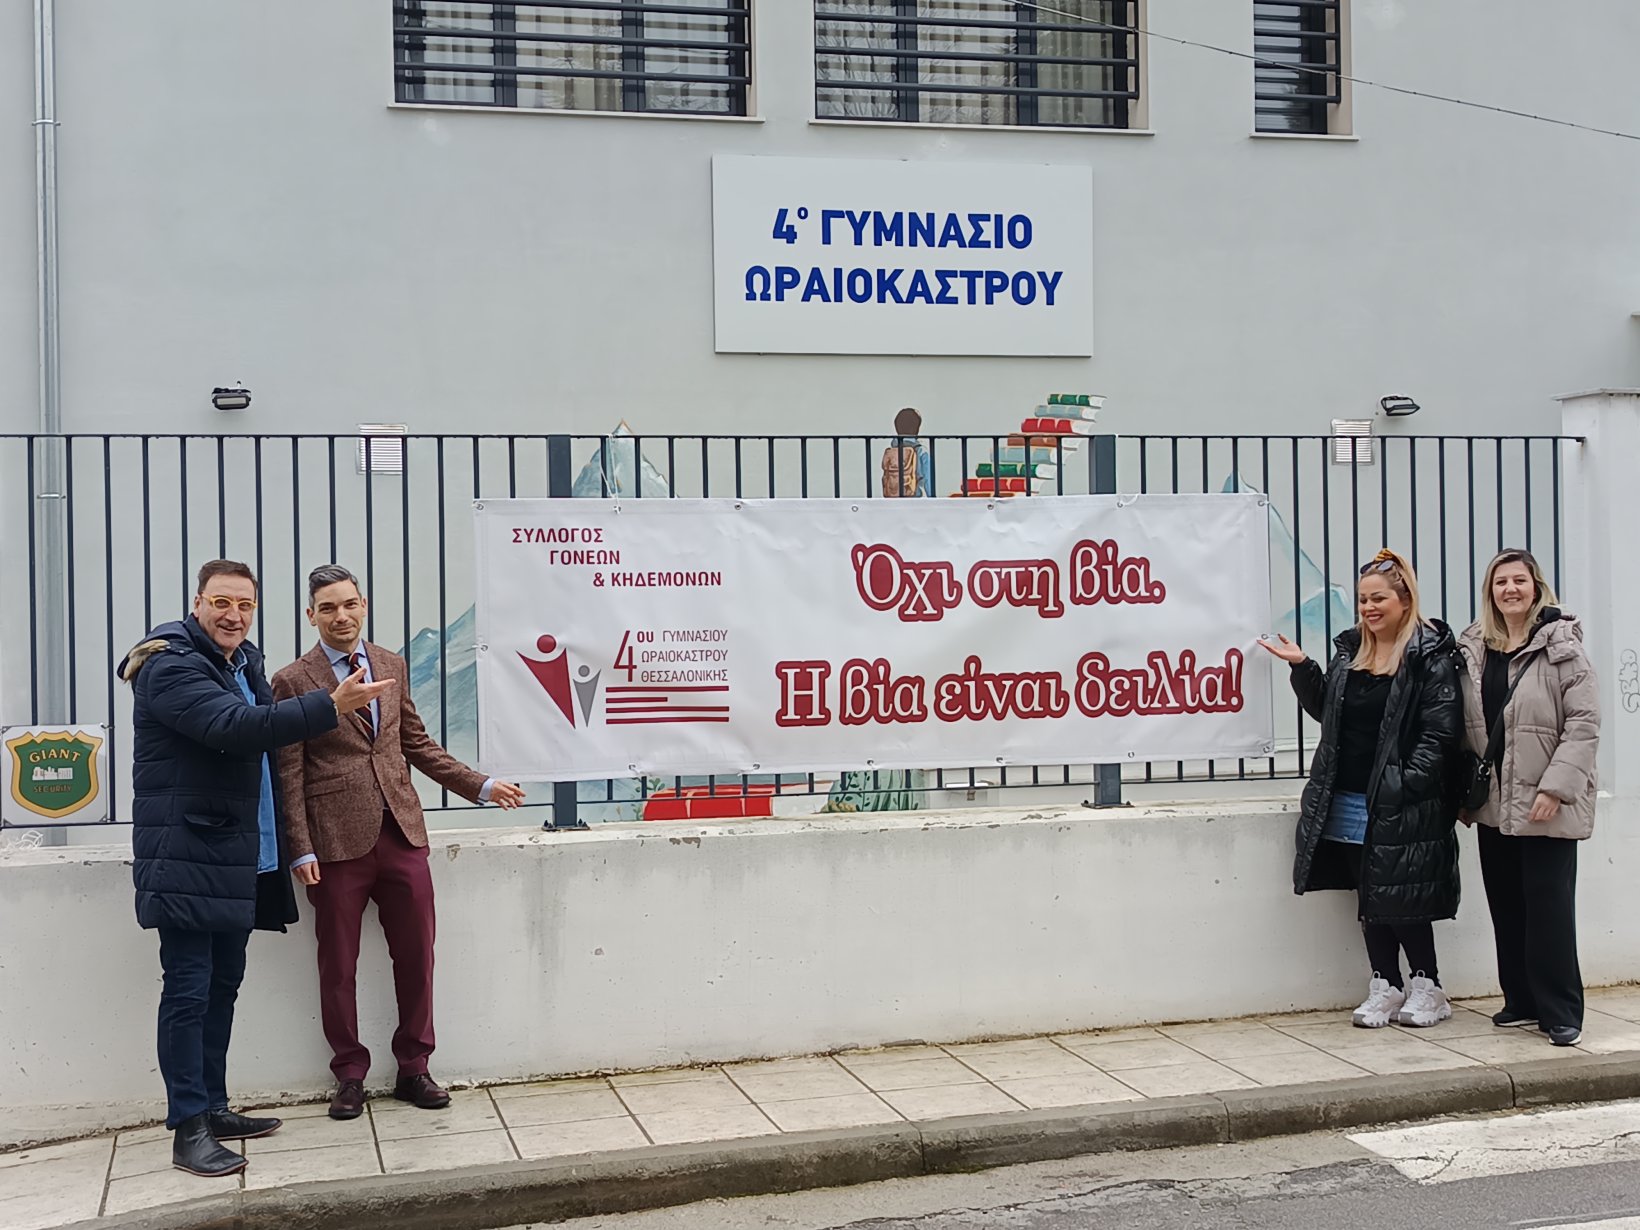 4ο ΓΥΜΝΑΣΙΟ
ΩΡΑΙΟΚΑΣΤΡΟΥ
ΣΥΛΛΟΓΟΣ
ΓΟΝΕΩΝ
& ΚΗΔΕΜΟΝΩΝ
4ου ΓΥΜΝΑΣΙΟΥ
ΩΡΑΙΟΚΑΣΤΡΟΥ
ΘΕΣΣΑΛΟΝΙΚΗΣ
Όχι στη βία.
Η βία είναι δειλία!
GIANT
SECURITY